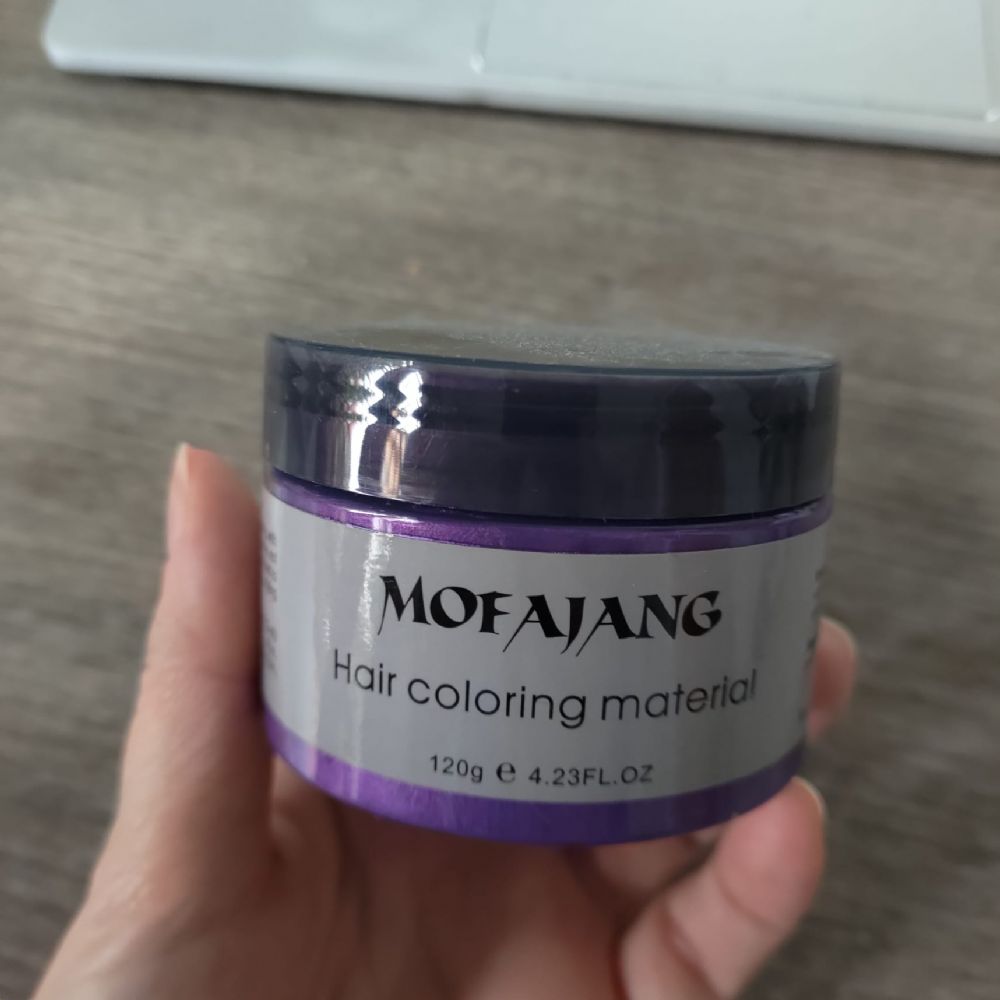 MOFAJANG
Hair coloring material
120g ℮ 4.23FL.OZ